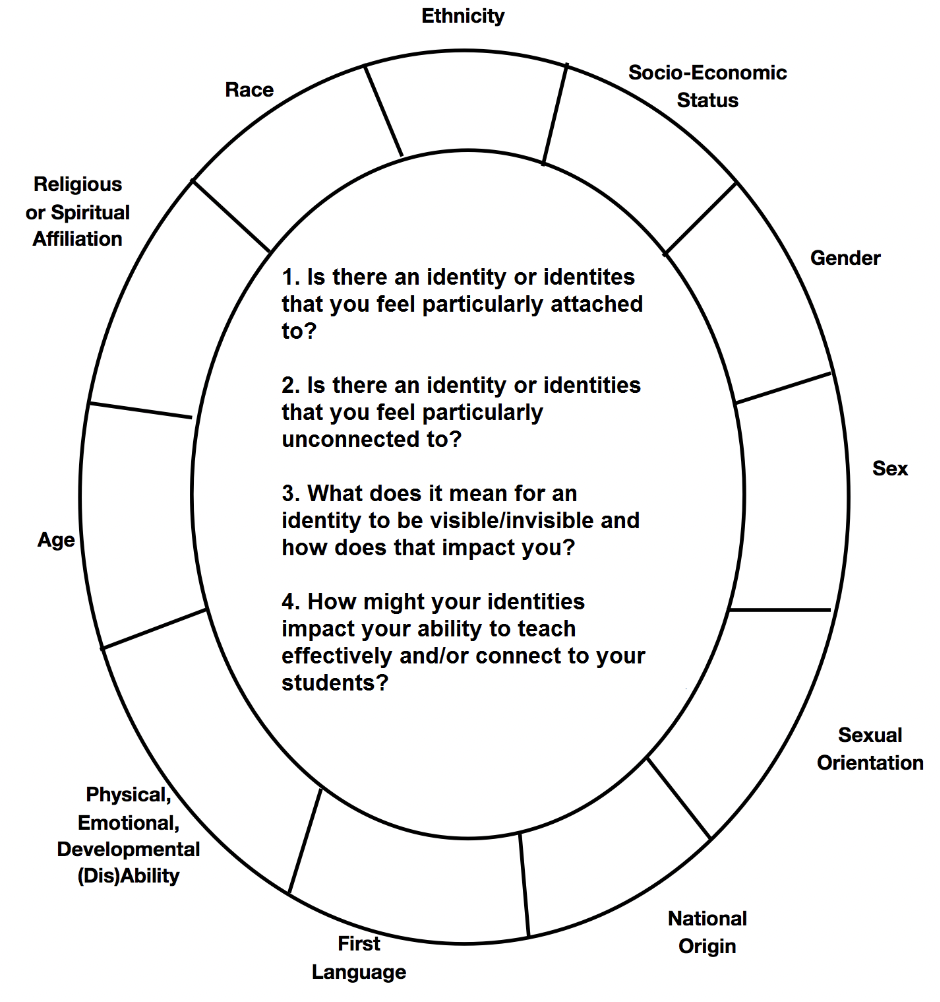 Ethnicity
Socio-Economic
Status
Gender
Sex
Sexual
Orientation
National
Origin
First
Language
Physical,
Emotional,
Developmental
(Dis)Ability
Age
Religious
or Spiritual
Affiliation
Race
1. Is there an identity or identites
that you feel particularly attached
to?
2. Is there an identity or identities
that you feel particularly
unconnected to?
3. What does it mean for an
identity to be visible/invisible and
how does that impact you?
4. How might your identities
impact your ability to teach
effectively and/or connect to your
students?